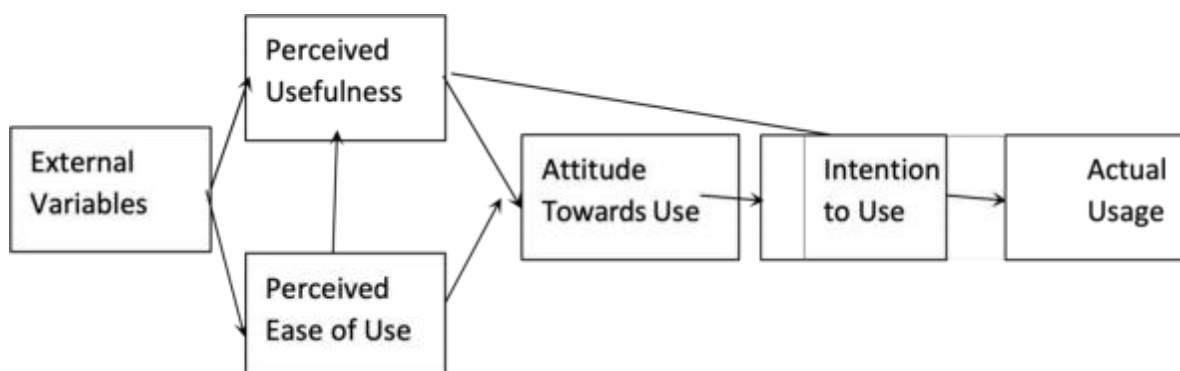 Perceived
Usefulness
External
Variables
Perceived
Ease of Use
Attitude
Towards Use
Intention
to Use
Actual
Usage